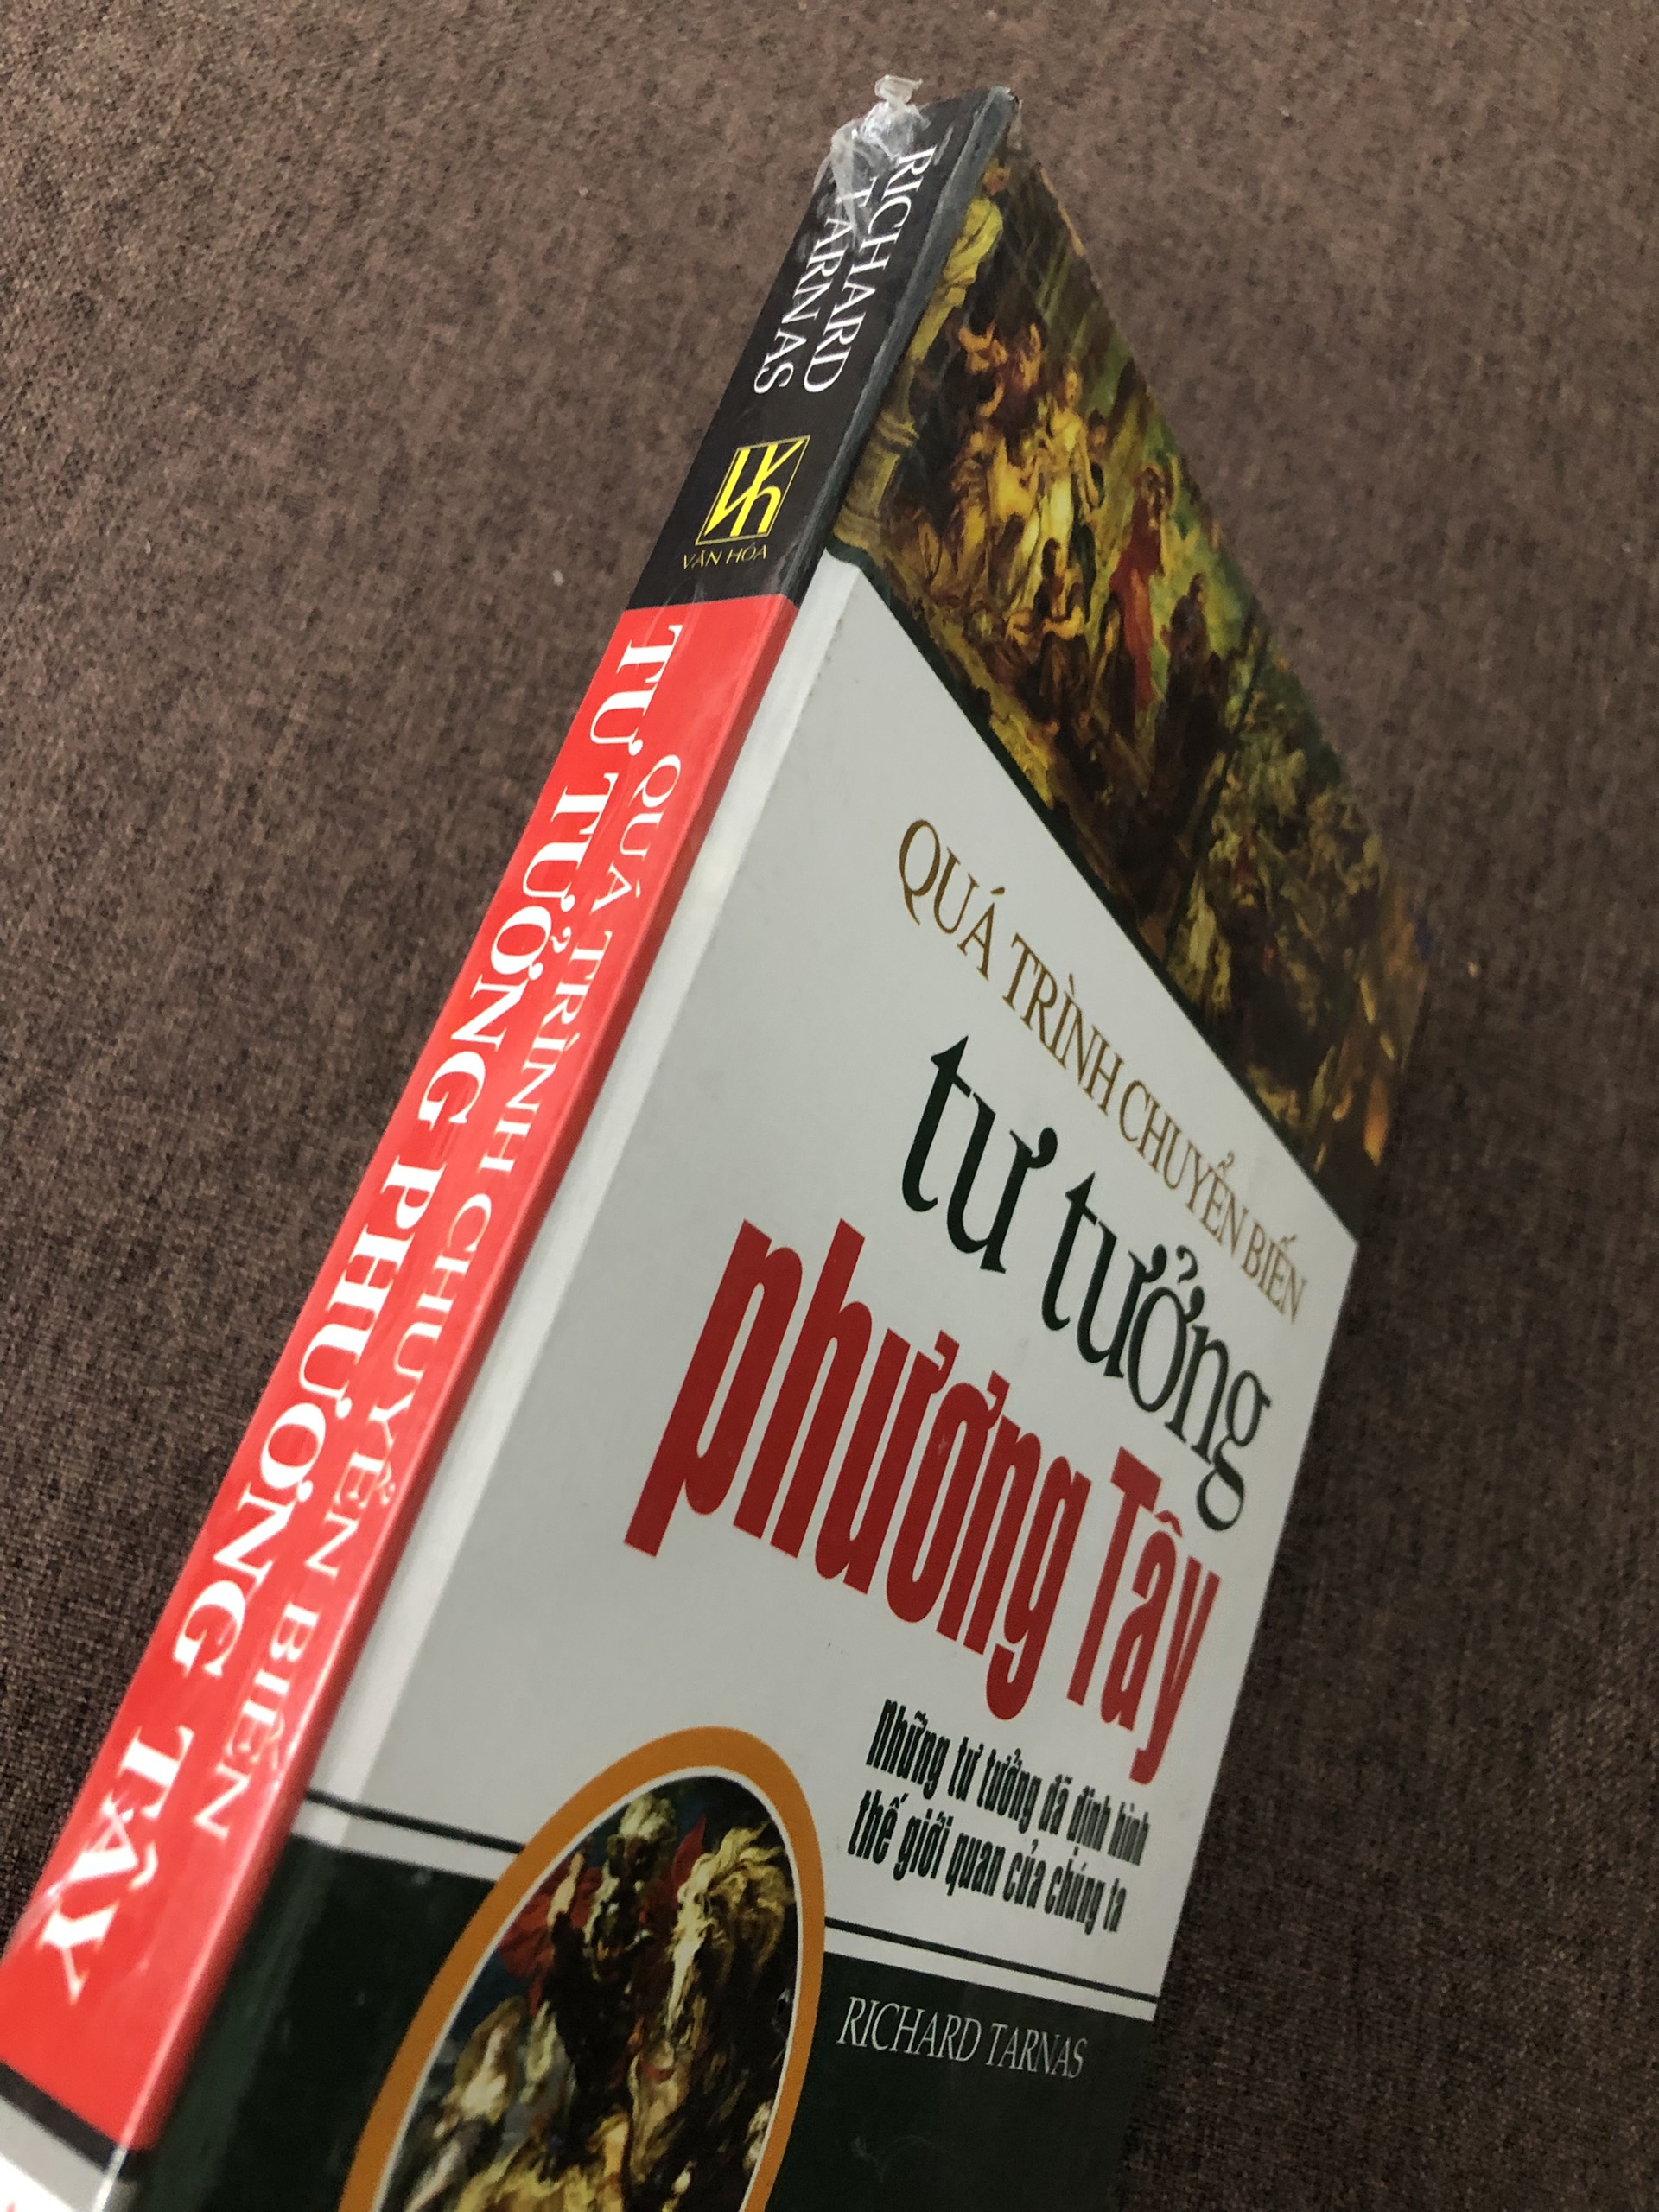 RICHARD
TARNAS
VĂN HÓA
QUÁ TRÌNH CHUYỂN BIẾN
TƯ TƯỞNG PHƯƠNG TÂY
QUÁ TRÌNH CHUYỂN BIẾN
tư tưởng
phương Tây
Những tư tưởng đã định hình
thế giới quan của chúng ta
RICHARD TARNAS